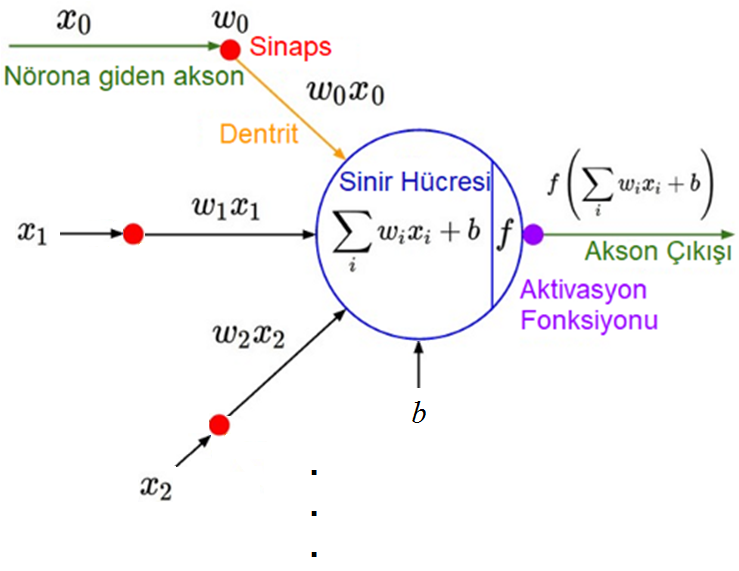 x₀
w₀
Sinaps
Nörona giden akson
w₀x₀
Dentrit
Sinir Hücresi
f(∑ᵢ wᵢxᵢ + b)
x₁
w₁x₁
∑ᵢ wᵢxᵢ + b
f
Akson Çıkışı
Aktivasyon
Fonksiyonu
w₂x₂
b
x₂
.
.
.